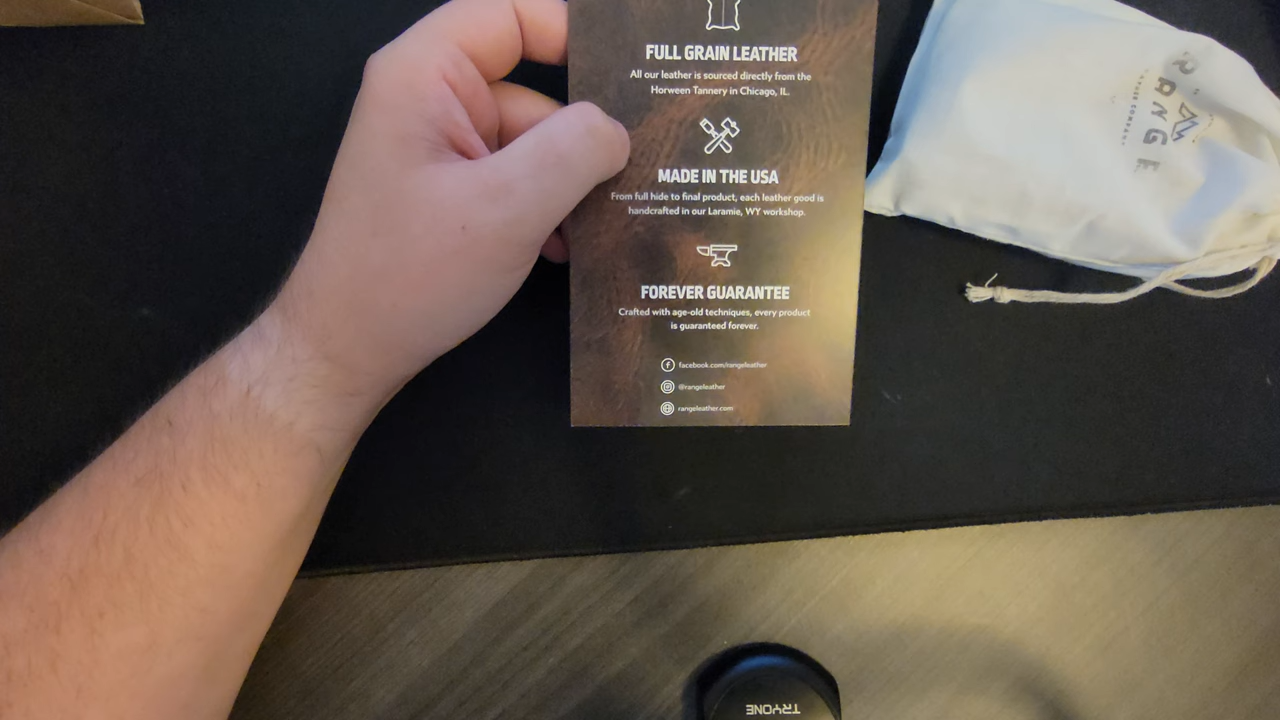 FULL GRAIN LEATHER
All our leather is sourced directly from the
Horween Tannery in Chicago, IL.
MADE IN THE USA
From full hide to final product, each leather good is
handcrafted in our Laramie, WY workshop.
FOREVER GUARANTEE
Crafted with age-old techniques, every product
is guaranteed forever.
facebook.com/rangeleather
@rangeleather
rangeleather.com
RANGE
LEATHER COMPANY
TRYONE